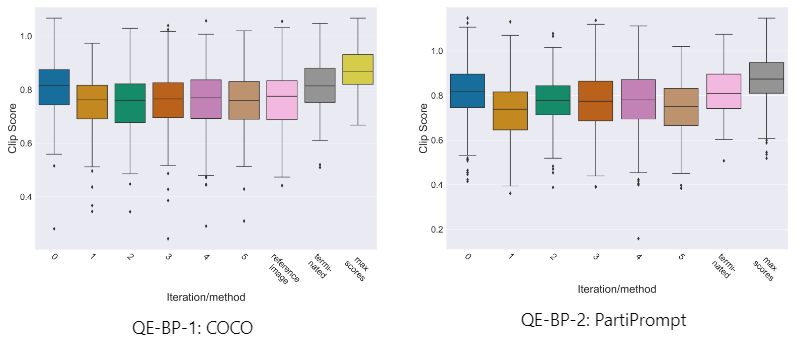 1.0
0.8
0.6
0.4
Clip Score
0
1
2
3
4
5
reference
image
termi-
nated
max
scores
Iteration/method
QE-BP-1: COCO
1.0
0.8
0.6
0.4
0.2
Clip Score
0
1
2
3
4
5
termi-
nated
max
scores
Iteration/method
QE-BP-2: PartiPrompt